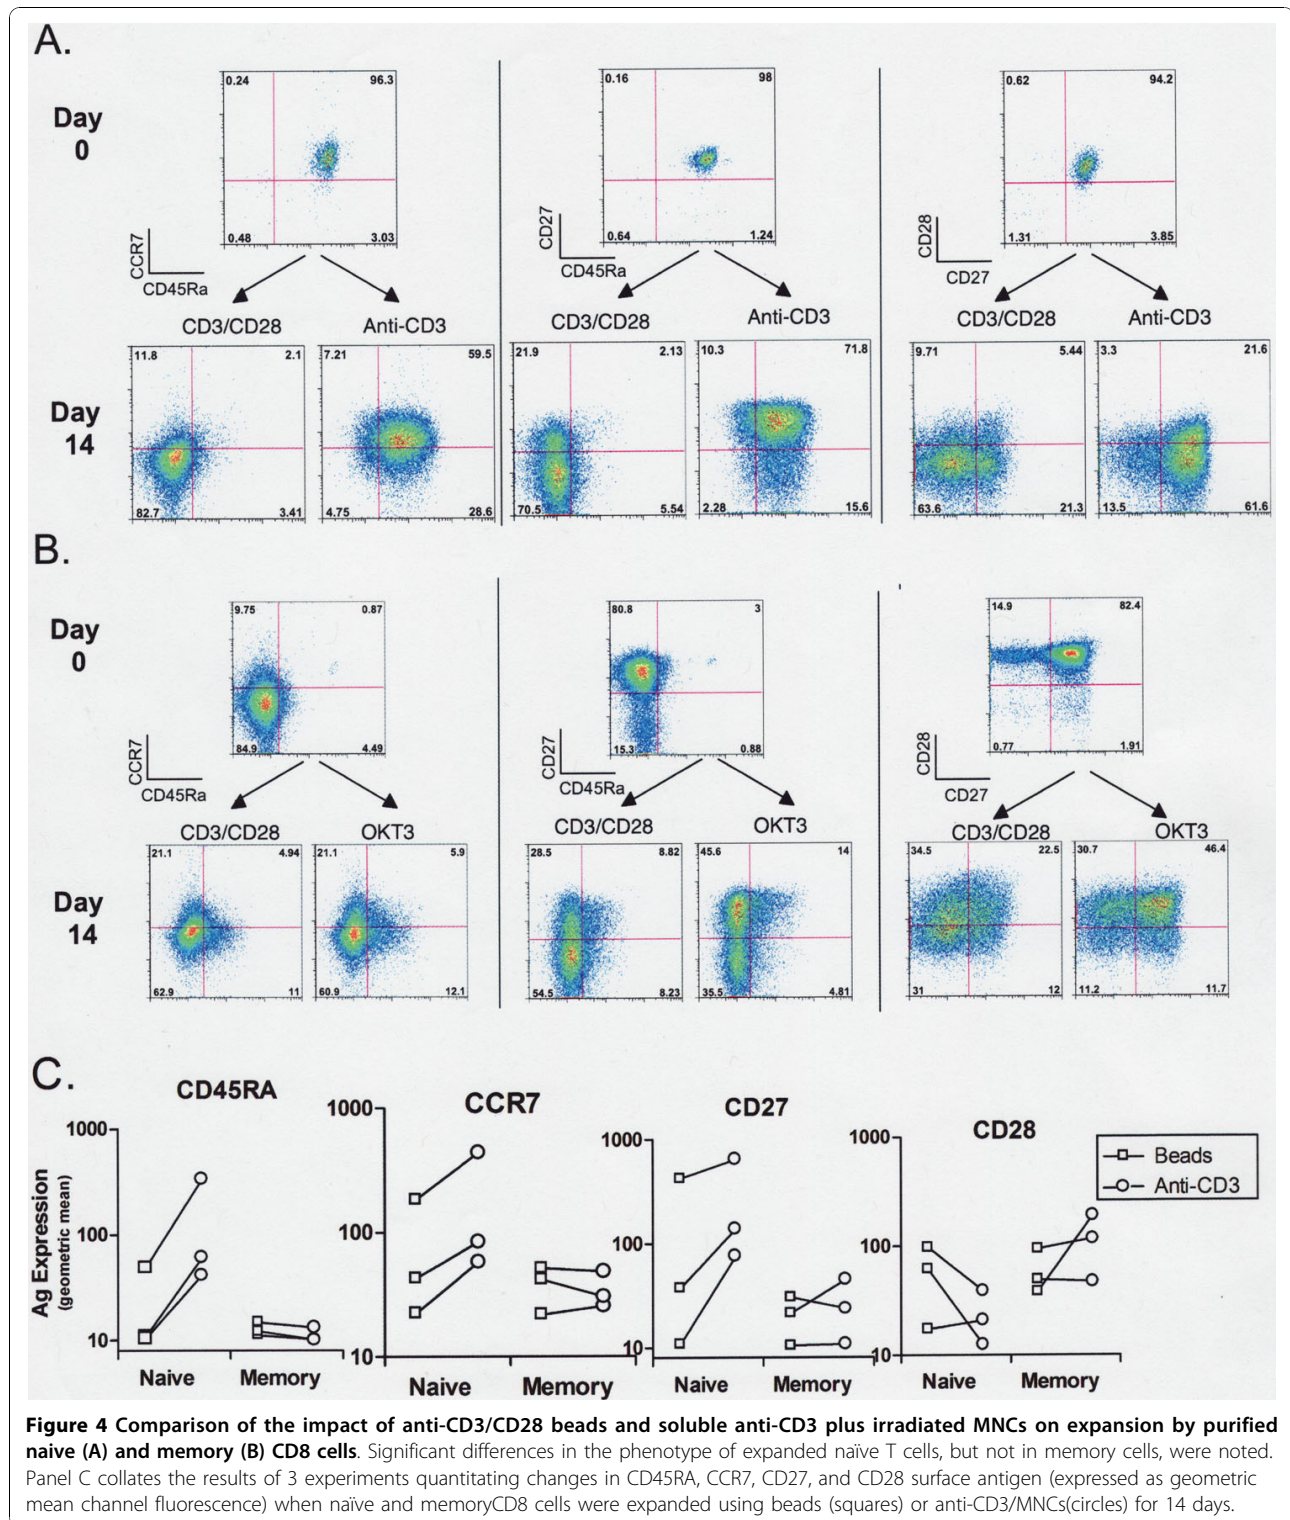 A.
Day
0
0.24 96.3
0.48 3.03
CCR7
CD45Ra
0.16 98
0.64 1.24
CD27
CD45Ra
0.62 94.2
1.31 3.85
CD28
CD27
CD3/CD28 Anti-CD3 CD3/CD28 Anti-CD3 CD3/CD28 Anti-CD3
Day
14
11.8 2.1 7.21 59.5 21.9 2.13 10.3 71.8 9.71 5.44 3.3 21.6
82.7 3.41 4.75 28.6 70.5 5.54 2.28 15.6 63.6 21.3 13.5 61.6
B.
Day
0
9.75 0.87
84.9 4.49
CCR7
CD45Ra
80.8 3
15.3 0.88
CD27
CD45Ra
14.9 82.4
0.77 1.91
CD28
CD27
CD3/CD28 OKT3 CD3/CD28 OKT3 CD3/CD28 OKT3
Day
14
21.1 4.94 21.1 5.9 28.5 8.82 45.6 14 34.5 22.5 30.7 46.4
62.9 11 60.9 12.1 54.5 8.23 35.5 4.81 31 12 11.2 11.7
C.
Ag Expression
(geometric mean)
CD45RA
1000
100
10
Naive Memory
CCR7
1000
100
10
Naive Memory
CD27
1000
100
10
Naive Memory
CD28
1000
100
10
Naive Memory
Beads
Anti-CD3
Figure 4 Comparison of the impact of anti-CD3/CD28 beads and soluble anti-CD3 plus irradiated MNCs on expansion by purified
naive (A) and memory (B) CD8 cells. Significant differences in the phenotype of expanded naïve T cells, but not in memory cells, were noted.
Panel C collates the results of 3 experiments quantitating changes in CD45RA, CCR7, CD27, and CD28 surface antigen (expressed as geometric
mean channel fluorescence) when naïve and memoryCD8 cells were expanded using beads (squares) or anti-CD3/MNCs(circles) for 14 days.